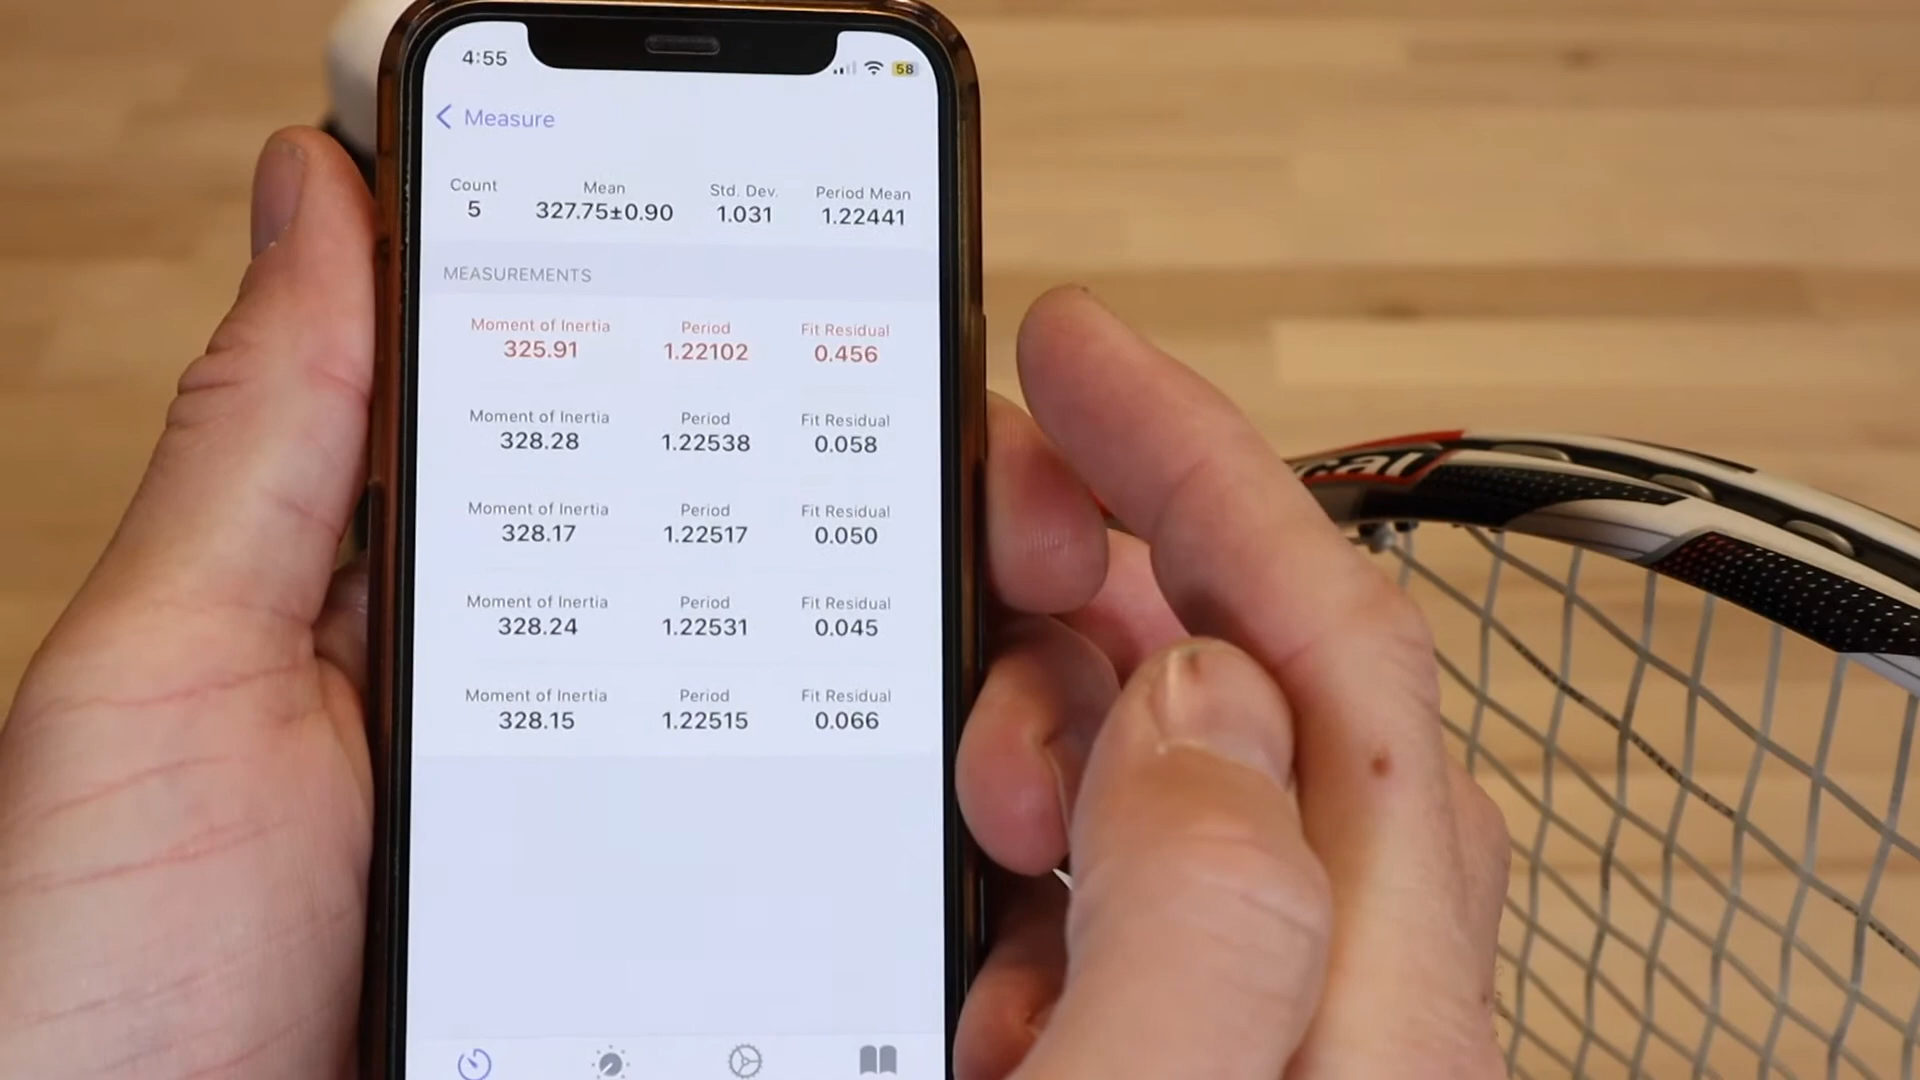 4:55
58
Measure
Count Mean Std. Dev. Period Mean
5 327.75±0.90 1.031 1.22441
MEASUREMENTS
Moment of Inertia Period Fit Residual
325.91 1.22102 0.456
Moment of Inertia Period Fit Residual
328.28 1.22538 0.058
Moment of Inertia Period Fit Residual
328.17 1.22517 0.050
Moment of Inertia Period Fit Residual
328.24 1.22531 0.045
Moment of Inertia Period Fit Residual
328.15 1.22515 0.066